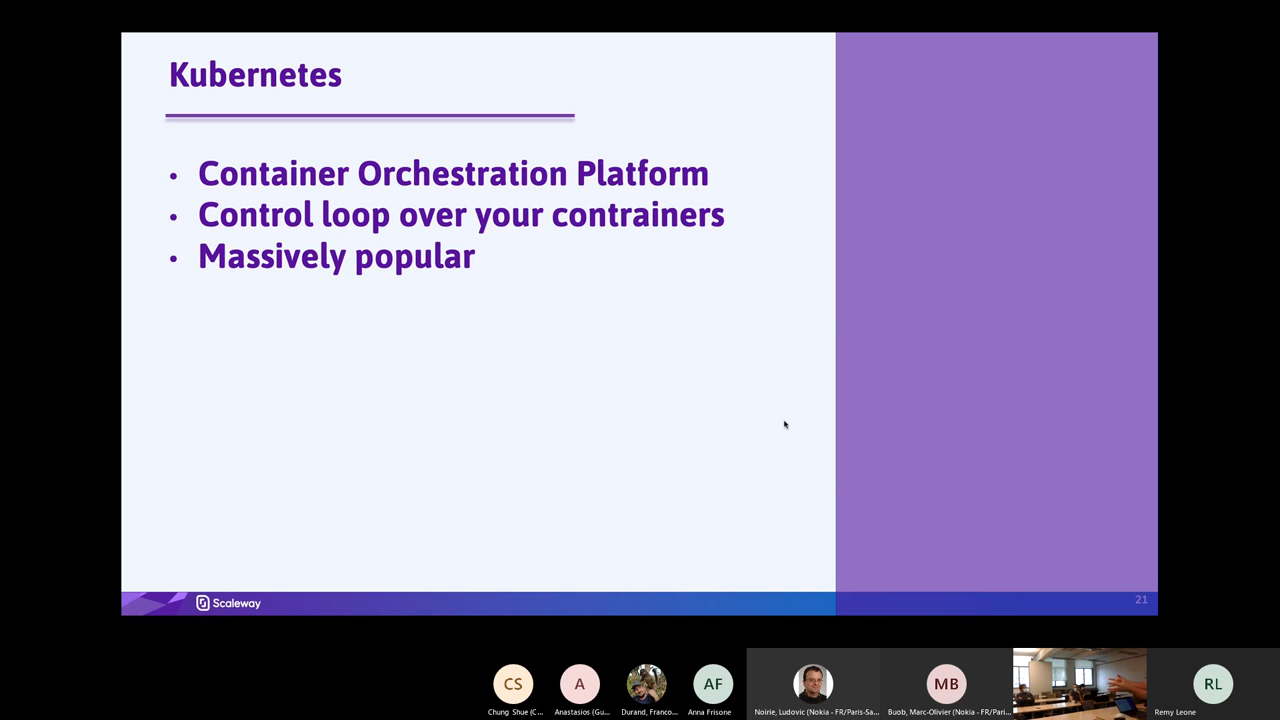 Kubernetes
• Container Orchestration Platform
• Control loop over your contrainers
• Massively popular
Scaleway
21
CS
A
AF
MB
RL
Chung Shue (C...
Anastasios (Gu...
Durand, Franco...
Anna Frisone
Noirie, Ludovic (Nokia - FR/Paris-Sa...
Buob, Marc-Olivier (Nokia - FR/Pari...
Remy Leone